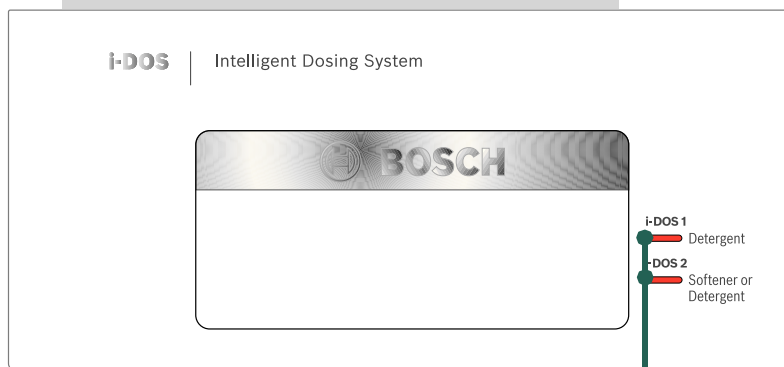 i-DOS
Intelligent Dosing System
BOSCH
i-DOS 1
Detergent
-DOS 2
Softener or
Detergent